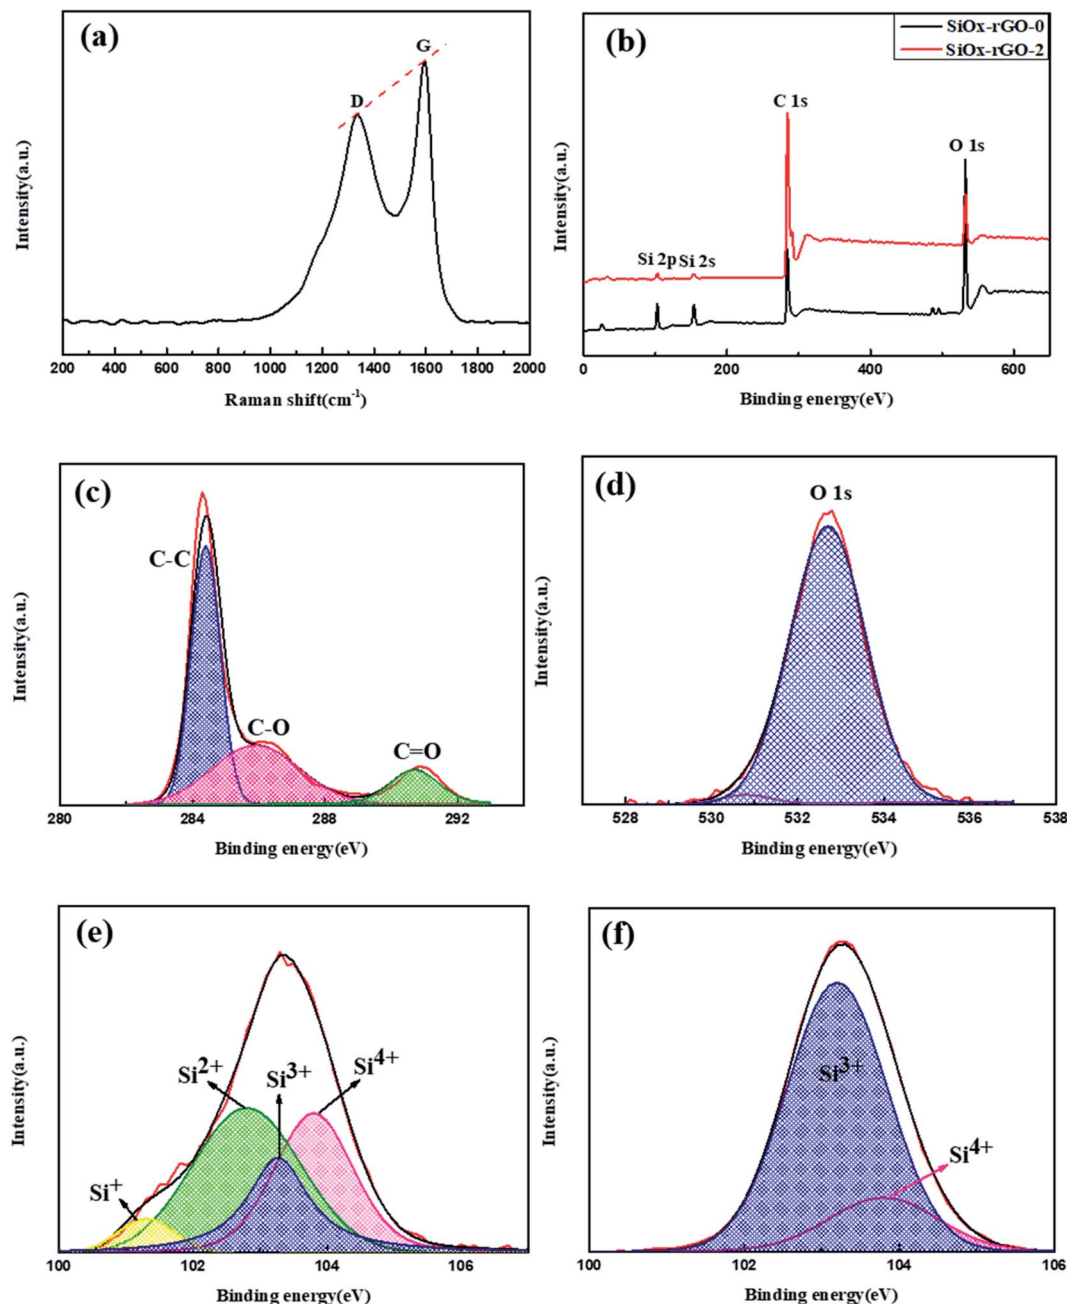 (a)
G
D
Intensity(a.u.)
200 400 600 800 1000 1200 1400 1600 1800 2000
Raman shift(cm⁻¹)
(b)
SiOx-rGO-0
SiOx-rGO-2
C 1s
O 1s
Si 2p Si 2s
Intensity(a.u.)
0 200 400 600
Binding energy(eV)
(c)
C-C
C-O
C=O
Intensity(a.u.)
280 284 288 292
Binding energy(eV)
(d)
O 1s
Intensity(a.u.)
528 530 532 534 536 538
Binding energy(eV)
(e)
Si²⁺
Si³⁺
Si⁴⁺
Si⁺
Intensity(a.u.)
100 102 104 106
Binding energy(eV)
(f)
Si³⁺
Si⁴⁺
Intensity(a.u.)
100 102 104 106
Binding energy(eV)